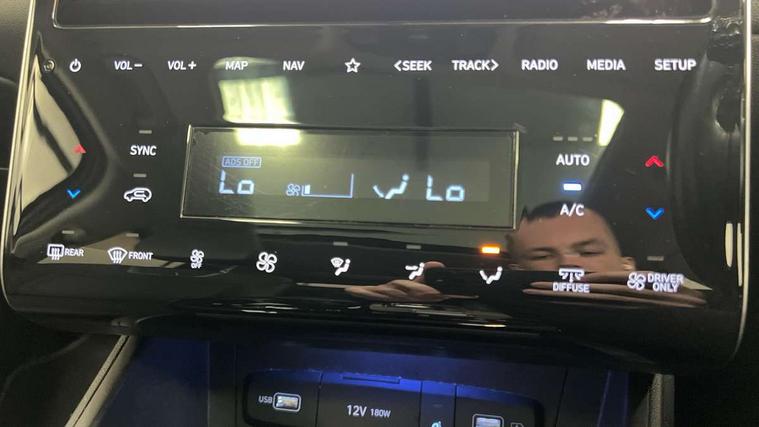 VOL− VOL+ MAP NAV <SEEK TRACK> RADIO MEDIA SETUP
SYNC AUTO
ADS OFF
Lo Lo
A/C
REAR FRONT OFF DIFFUSE DRIVER ONLY
USB 12V 180W